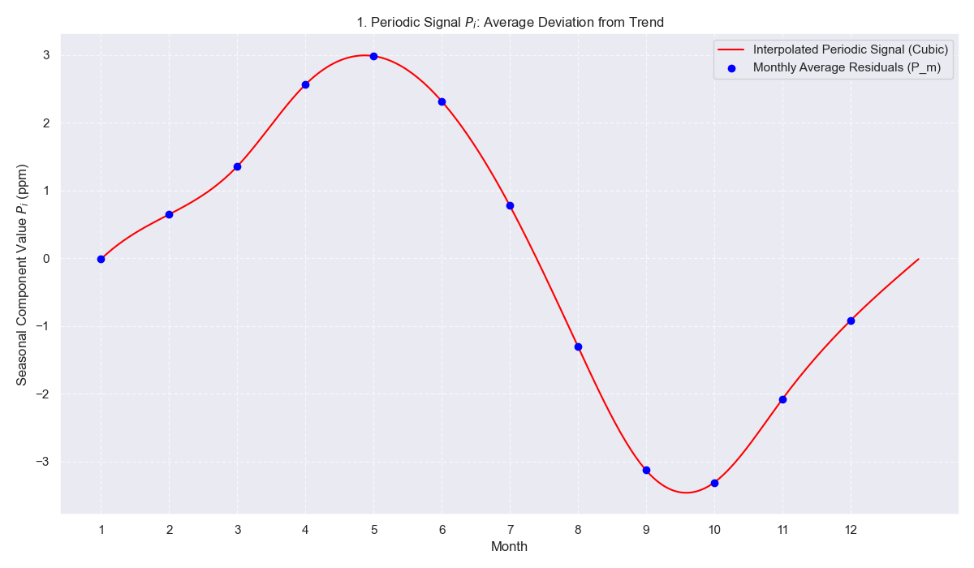 1. Periodic Signal Pᵢ: Average Deviation from Trend
Interpolated Periodic Signal (Cubic)
Monthly Average Residuals (P_m)
Seasonal Component Value Pᵢ (ppm)
3
2
1
0
−1
−2
−3
1 2 3 4 5 6 7 8 9 10 11 12
Month